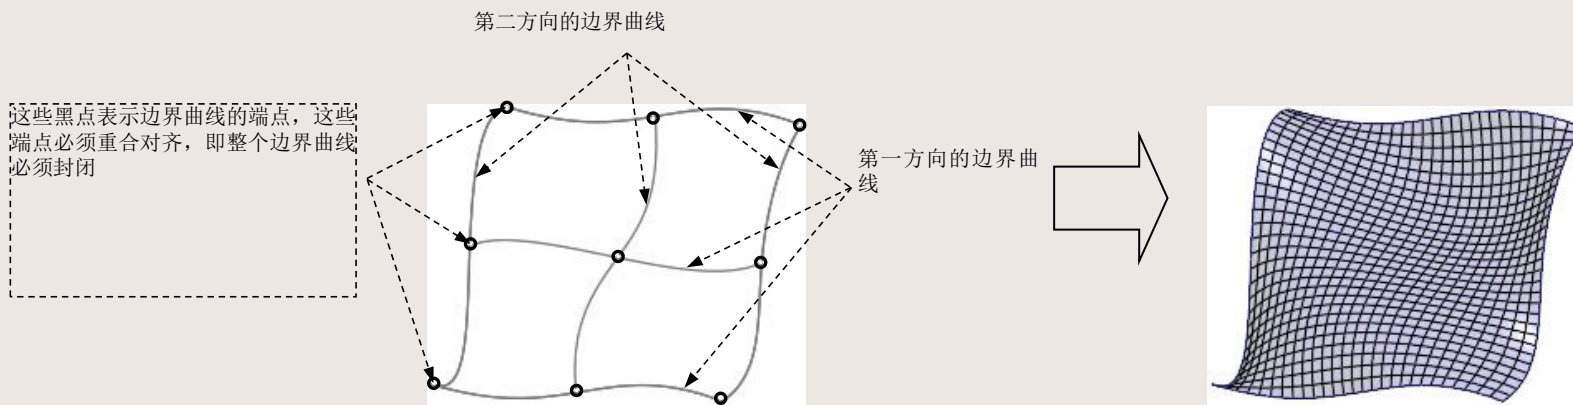 第二方向的边界曲线
这些黑点表示边界曲线的端点，这些
端点必须重合对齐，即整个边界曲线
必须封闭
第一方向的边界曲
线